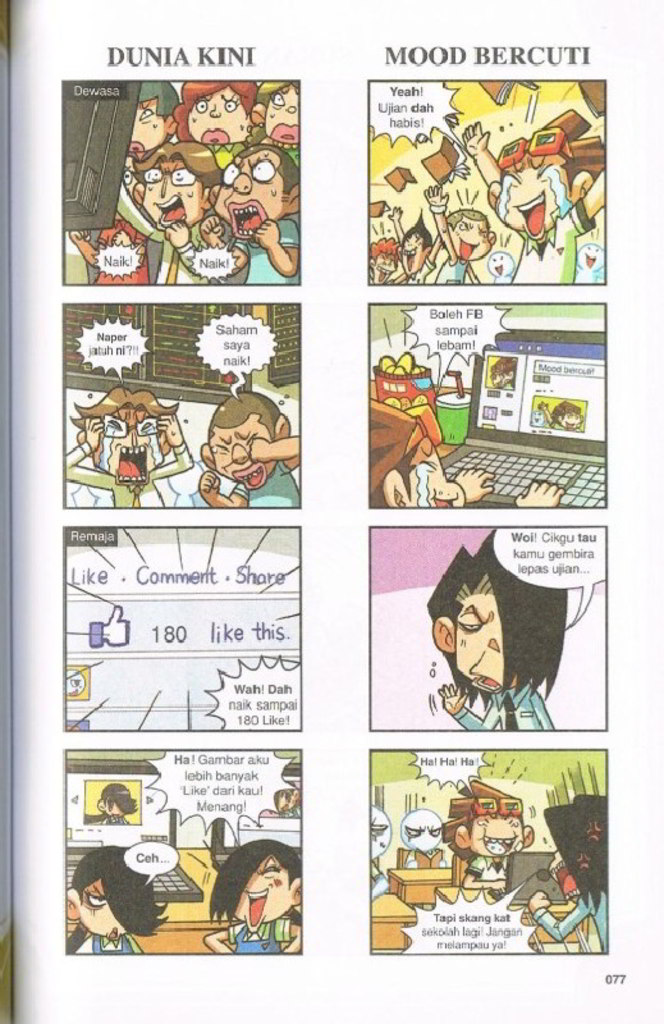 DUNIA KINI
Dewasa
Naik!
Naik!
Naper
jatuh ni?!!
Saham
saya
naik!
Remaja
Like . Comment . Share
180 like this.
Wah! Dah
naik sampai
180 Like!
Ha! Gambar aku
lebih banyak
'Like' dari kau!
Menang!
Ceh...
MOOD BERCUTI
Yeah!
Ujian dah
habis!
Boleh FB
sampai
lebam!
Mood bercuti!
Woi! Cikgu tau
kamu gembira
lepas ujian...
Ha! Ha! Ha!
Tapi skang kat
sekolah lagi! Jangan
melampau ya!
077